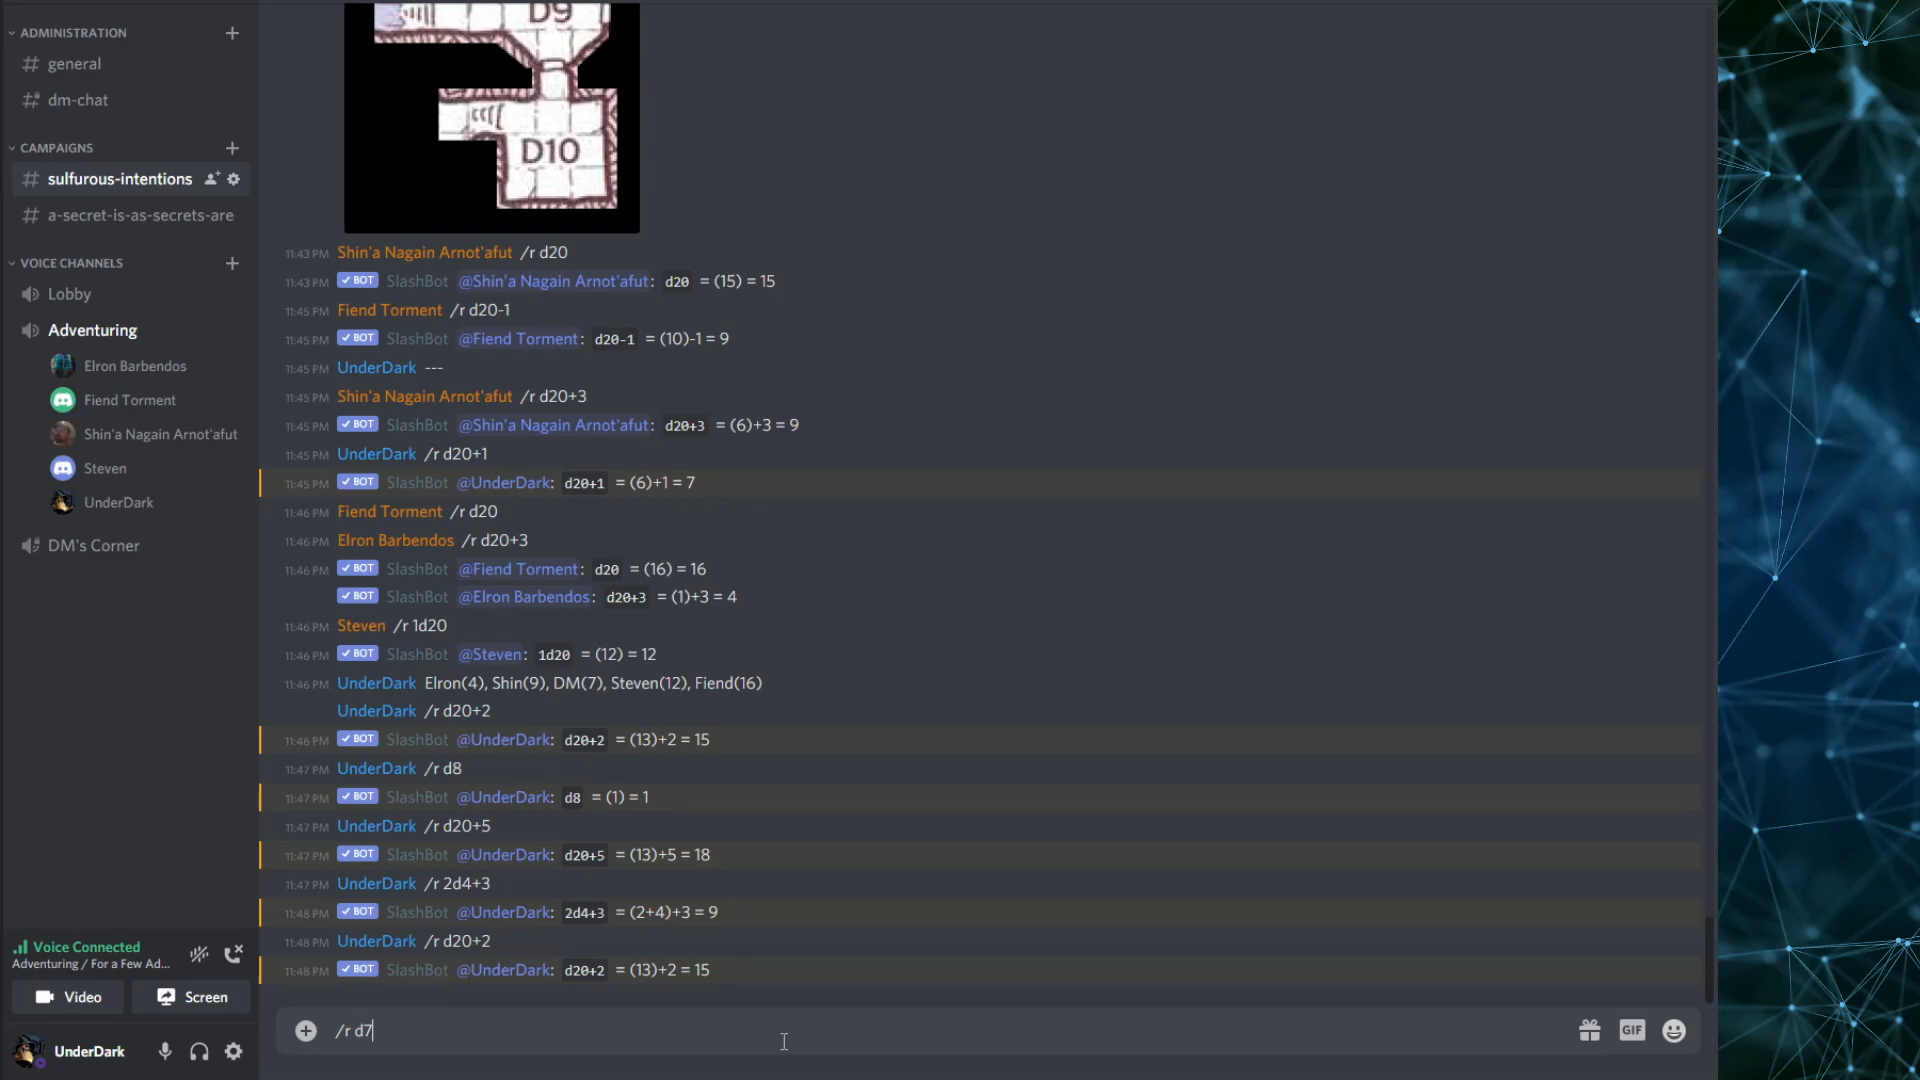 ADMINISTRATION
general
dm-chat
CAMPAIGNS
sulfurous-intentions
a-secret-is-as-secrets-are
VOICE CHANNELS
Lobby
Adventuring
Elron Barbendos
Fiend Torment
Shin'a Nagain Arnot'afut
Steven
UnderDark
DM's Corner
Voice Connected
Adventuring / For a Few Ad...
Video Screen
UnderDark
D9
D10
11:43 PM Shin'a Nagain Arnot'afut /r d20
11:43 PM BOT SlashBot @Shin'a Nagain Arnot'afut: d20 = (15) = 15
11:45 PM Fiend Torment /r d20-1
11:45 PM BOT SlashBot @Fiend Torment: d20-1 = (10)-1 = 9
11:45 PM UnderDark ---
11:45 PM Shin'a Nagain Arnot'afut /r d20+3
11:45 PM BOT SlashBot @Shin'a Nagain Arnot'afut: d20+3 = (6)+3 = 9
11:45 PM UnderDark /r d20+1
11:45 PM BOT SlashBot @UnderDark: d20+1 = (6)+1 = 7
11:46 PM Fiend Torment /r d20
11:46 PM Elron Barbendos /r d20+3
11:46 PM BOT SlashBot @Fiend Torment: d20 = (16) = 16
BOT SlashBot @Elron Barbendos: d20+3 = (1)+3 = 4
11:46 PM Steven /r 1d20
11:46 PM BOT SlashBot @Steven: 1d20 = (12) = 12
11:46 PM UnderDark Elron(4), Shin(9), DM(7), Steven(12), Fiend(16)
UnderDark /r d20+2
11:46 PM BOT SlashBot @UnderDark: d20+2 = (13)+2 = 15
11:47 PM UnderDark /r d8
11:47 PM BOT SlashBot @UnderDark: d8 = (1) = 1
11:47 PM UnderDark /r d20+5
11:47 PM BOT SlashBot @UnderDark: d20+5 = (13)+5 = 18
11:47 PM UnderDark /r 2d4+3
11:48 PM BOT SlashBot @UnderDark: 2d4+3 = (2+4)+3 = 9
11:48 PM UnderDark /r d20+2
11:48 PM BOT SlashBot @UnderDark: d20+2 = (13)+2 = 15
/r d7
GIF